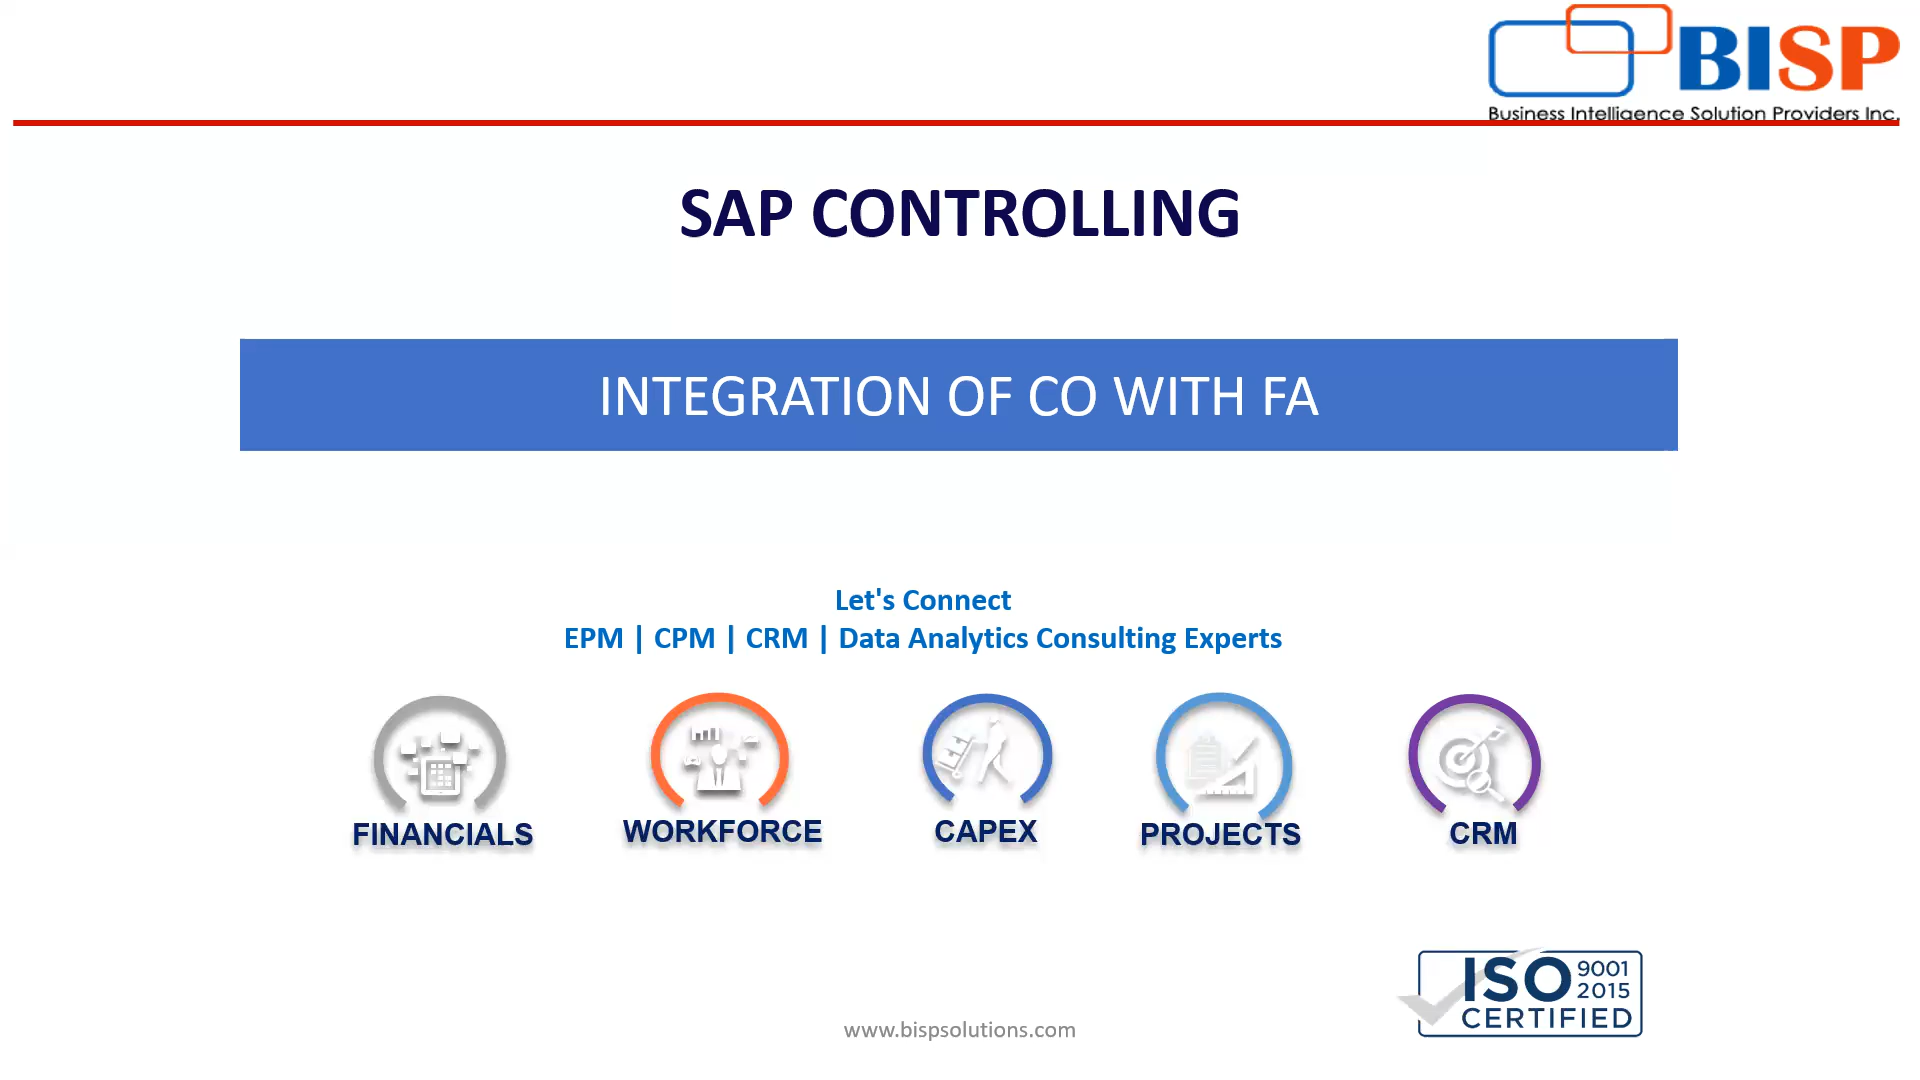 BISP
Business Intelligence Solution Providers Inc.
SAP CONTROLLING
INTEGRATION OF CO WITH FA
Let's Connect
EPM | CPM | CRM | Data Analytics Consulting Experts
FINANCIALS
WORKFORCE
CAPEX
PROJECTS
CRM
ISO 9001
2015
CERTIFIED
www.bispsolutions.com